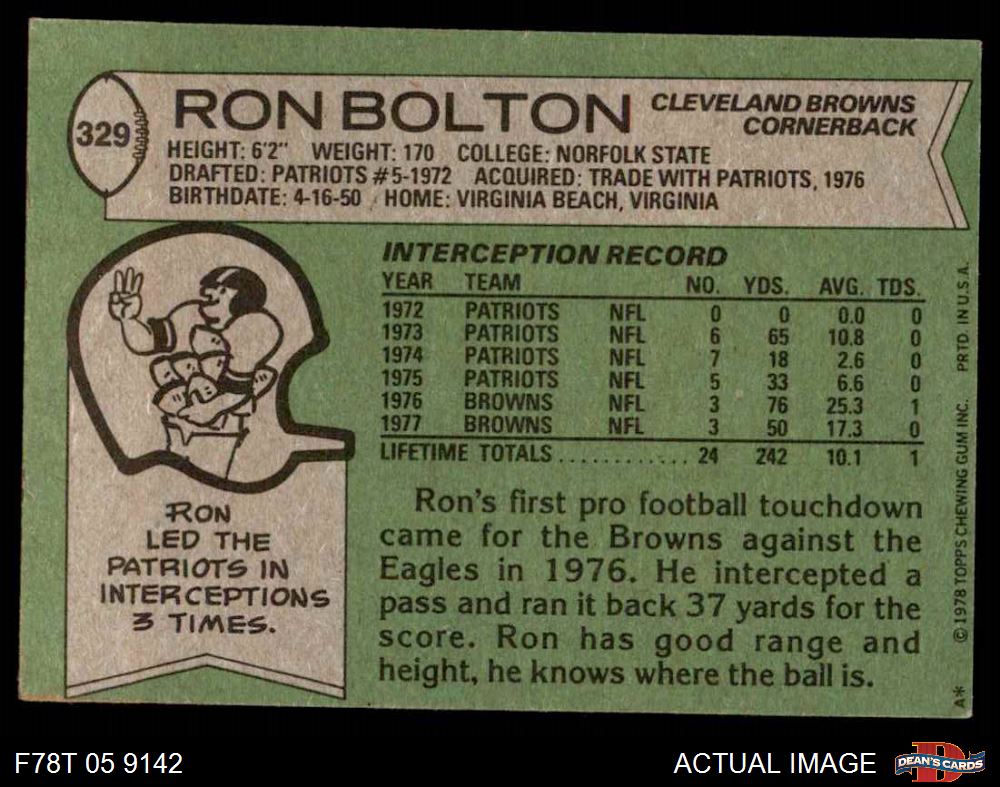 329
RON BOLTON
CLEVELAND BROWNS
CORNERBACK
HEIGHT: 6'2" WEIGHT: 170 COLLEGE: NORFOLK STATE
DRAFTED: PATRIOTS #5-1972 ACQUIRED: TRADE WITH PATRIOTS, 1976
BIRTHDATE: 4-16-50 HOME: VIRGINIA BEACH, VIRGINIA
INTERCEPTION RECORD
YEAR TEAM NO. YDS. AVG. TDS.
1972 PATRIOTS NFL 0 0 0.0 0
1973 PATRIOTS NFL 6 65 10.8 0
1974 PATRIOTS NFL 7 18 2.6 0
1975 PATRIOTS NFL 5 33 6.6 0
1976 BROWNS NFL 3 76 25.3 1
1977 BROWNS NFL 3 50 17.3 0
LIFETIME TOTALS............ 24 242 10.1 1
RON
LED THE
PATRIOTS IN
INTERCEPTIONS
3 TIMES.
Ron's first pro football touchdown
came for the Browns against the
Eagles in 1976. He intercepted a
pass and ran it back 37 yards for the
score. Ron has good range and
height, he knows where the ball is.
A* © 1978 TOPPS CHEWING GUM INC. PRTD. IN U.S.A.
F78T 05 9142
ACTUAL IMAGE
D
DEAN'S CARDS